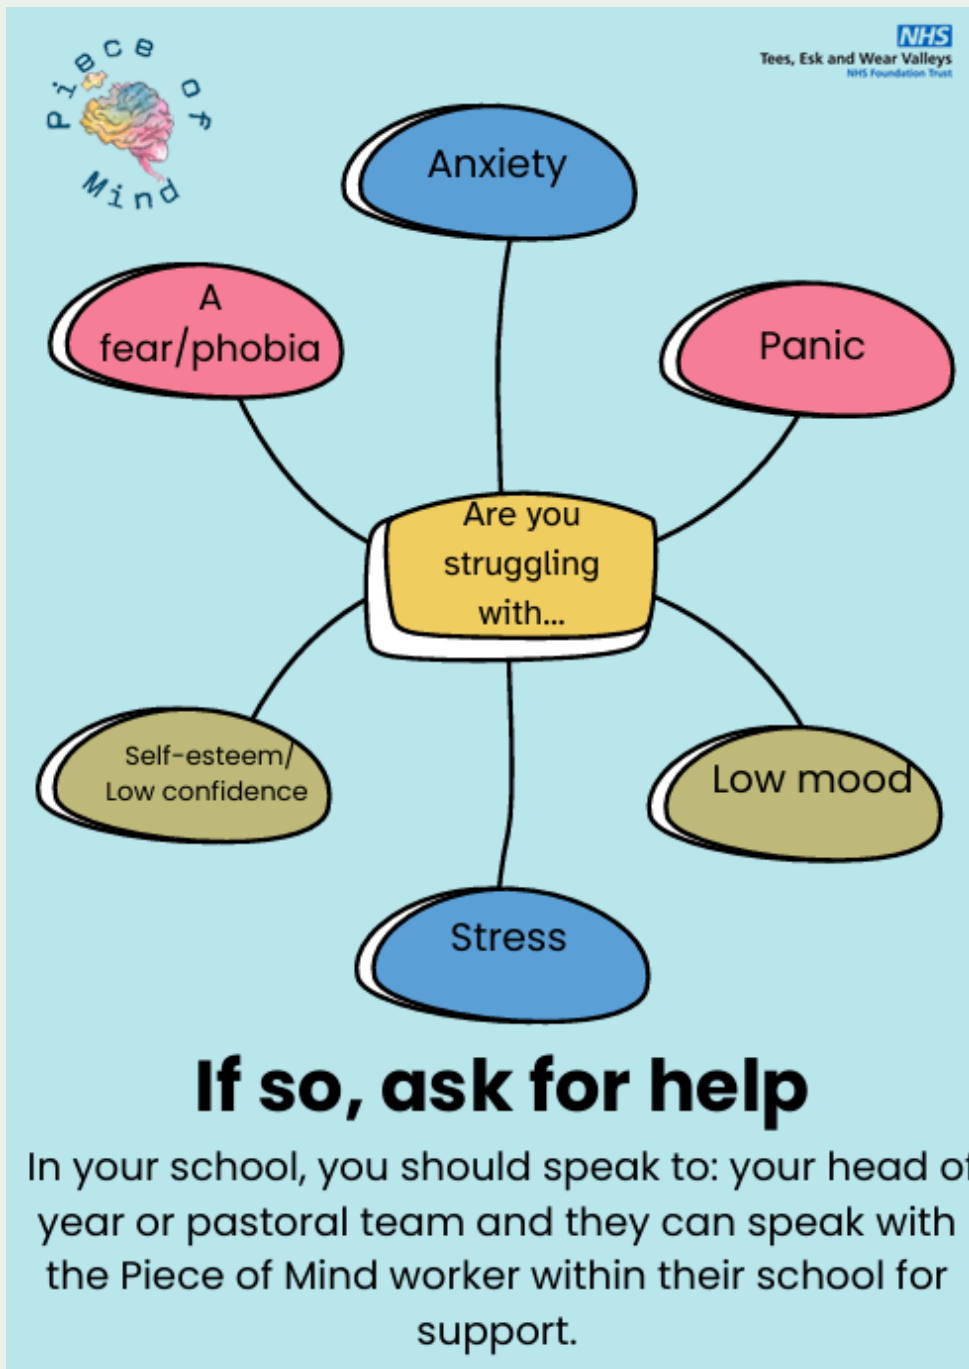 Piece of Mind
NHS
Tees, Esk and Wear Valleys
NHS Foundation Trust
Anxiety
A
fear/phobia
Panic
Are you
struggling
with...
Self-esteem/
Low confidence
Low mood
Stress
If so, ask for help
In your school, you should speak to: your head of
year or pastoral team and they can speak with
the Piece of Mind worker within their school for
support.